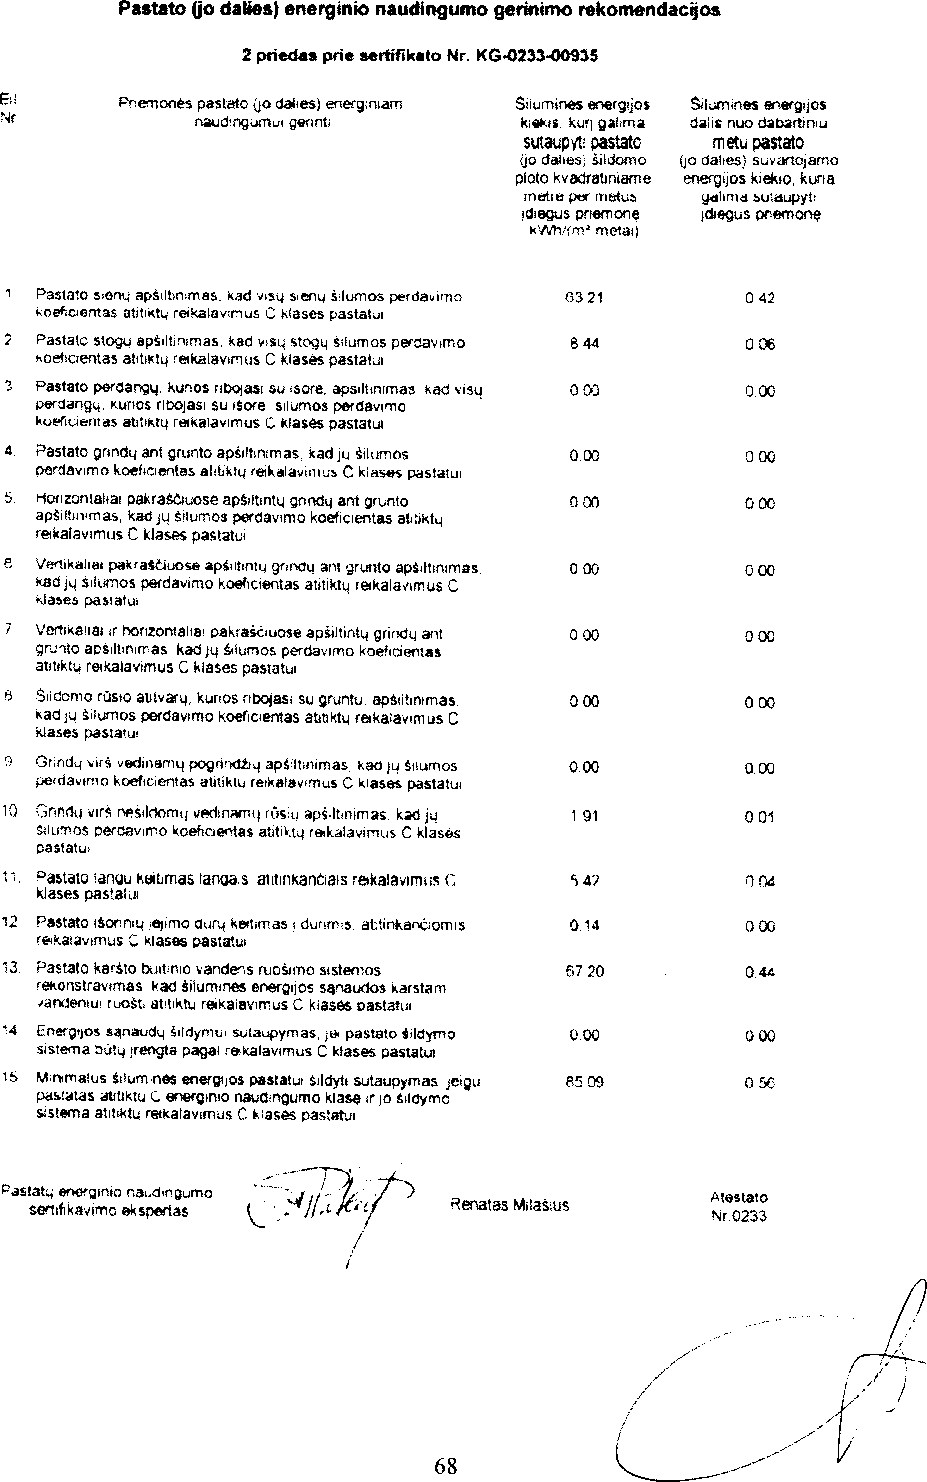 Pastato (jo dalies) energinio naudingumo gerinimo rekomendacijos
2 priedas prie sertifikato Nr. KG-0233-00935
Eil Nr
Priemonės pastato (jo dalies) energiniam
naudingumui gerinti
Šiluminės energijos
kiekis, kurį galima
sutaupyti pastato
(jo dalies) šildomo
ploto kvadratiniame
metre per metus
įdiegus priemonę
kWh/(m² metai)
Šiluminės energijos
dalis nuo dabartiniu
metu pastato
(jo dalies) suvartojamo
energijos kiekio, kuria
galima sutaupyti
įdiegus priemonę
1 Pastato sienų apšiltinimas, kad visų sienų šilumos perdavimo 63.21 0.42
koeficientas atitiktų reikalavimus C klasės pastatui
2 Pastato stogų apšiltinimas, kad visų stogų šilumos perdavimo 8.44 0.06
koeficientas atitiktų reikalavimus C klasės pastatui
3 Pastato perdangų, kurios ribojasi su išore, apšiltinimas, kad visų 0.00 0.00
perdangų, kurios ribojasi su išore, šilumos perdavimo
koeficientas atitiktų reikalavimus C klasės pastatui
4. Pastato grindų ant grunto apšiltinimas, kad jų šilumos 0.00 0.00
perdavimo koeficientas atitiktų reikalavimus C klasės pastatui
5. Horizontaliai pakraščiuose apšiltintų grindų ant grunto 0.00 0.00
apšiltinimas, kad jų šilumos perdavimo koeficientas atitiktų
reikalavimus C klasės pastatui
6 Vertikaliai pakraščiuose apšiltintų grindų ant grunto apšiltinimas, 0.00 0.00
kad jų šilumos perdavimo koeficientas atitiktų reikalavimus C
klasės pastatui
7 Vertikaliai ir horizontaliai pakraščiuose apšiltintų grindų ant 0.00 0.00
grunto apšiltinimas, kad jų šilumos perdavimo koeficientas
atitiktų reikalavimus C klasės pastatui
8 Šildomo rūsio atitvarų, kurios ribojasi su gruntu, apšiltinimas, 0.00 0.00
kad jų šilumos perdavimo koeficientas atitiktų reikalavimus C
klasės pastatui
9 Grindų virš vėdinamų pogrindžių apšiltinimas, kad jų šilumos 0.00 0.00
perdavimo koeficientas atitiktų reikalavimus C klasės pastatui
10 Grindų virš nešildomų vėdinamų rūsių apšiltinimas, kad jų 1.91 0.01
šilumos perdavimo koeficientas atitiktų reikalavimus C klasės
pastatui
11. Pastato langų keitimas langais, atitinkančiais reikalavimus C 5.42 0.04
klasės pastatui
12 Pastato išorinių įėjimo durų keitimas į durimis, atitinkančiomis 0.14 0.00
reikalavimus C klasės pastatui
13. Pastato karšto buitinio vandens ruošimo sistemos 67.20 0.44
rekonstravimas, kad šiluminės energijos sąnaudos karštam
vandeniui ruošti atitiktų reikalavimus C klasės pastatui
14 Energijos sąnaudų šildymui sutaupymas, jei pastato šildymo 0.00 0.00
sistema būtų įrengta pagal reikalavimus C klasės pastatui
15 Minimalus šiluminės energijos pastatui šildyti sutaupymas, jeigu 85.09 0.56
pastatas atitiktų C energinio naudingumo klasę ir jo šildymo
sistema atitiktų reikalavimus C klasės pastatui
Pastatų energinio naudingumo
sertifikavimo ekspertas
Renatas Milašius
Atestato
Nr.0233
68